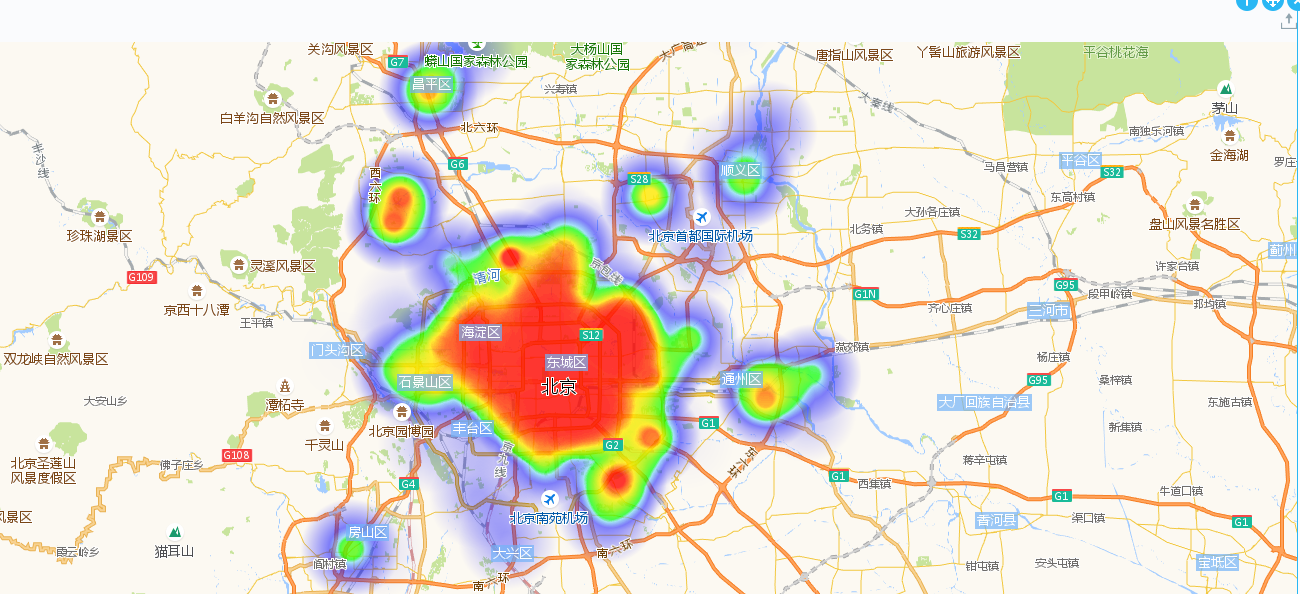 关沟风景区
G7
蟒山国家森林公园
大杨山国
家森林公园
大广高速
唐指山风景区
丫髻山旅游风景区
平谷桃花海
昌平区
兴寿镇
大秦线
茅山
白羊沟自然风景区
北六环
南独乐河镇
金海湖
丰沙线
G6
西六环
S28
顺义区
马昌营镇
平谷区
S32
罗庄
东高村镇
珍珠湖景区
北京首都国际机场
北务镇
大孙各庄镇
S32
盘山风景名胜区
蓟州
G109
灵溪风景区
清河
京包线
许家台镇
京西十八潭
G1N
G95
段甲岭镇
邦均镇
齐心庄镇
三河市
王平镇
海淀区
S12
双龙峡自然风景区
门头沟区
东城区
燕郊镇
杨庄镇
北京
石景山区
通州区
G95
桑梓镇
大安山乡
潭柘寺
大厂回族自治县
东施古镇
北京园博园
丰台区
G1
新集镇
千灵山
京九线
G2
东六环
北京圣莲山
风景度假区
佛子庄乡
G108
G4
G1
西集镇
蒋辛屯镇
G1
牛道口镇
风景区
北京南苑机场
香河县
渠口镇
G1
猫耳山
房山区
大兴区
南六环
霞云岭乡
阎村镇
南六环
钳屯镇
安头屯镇
宝坻区